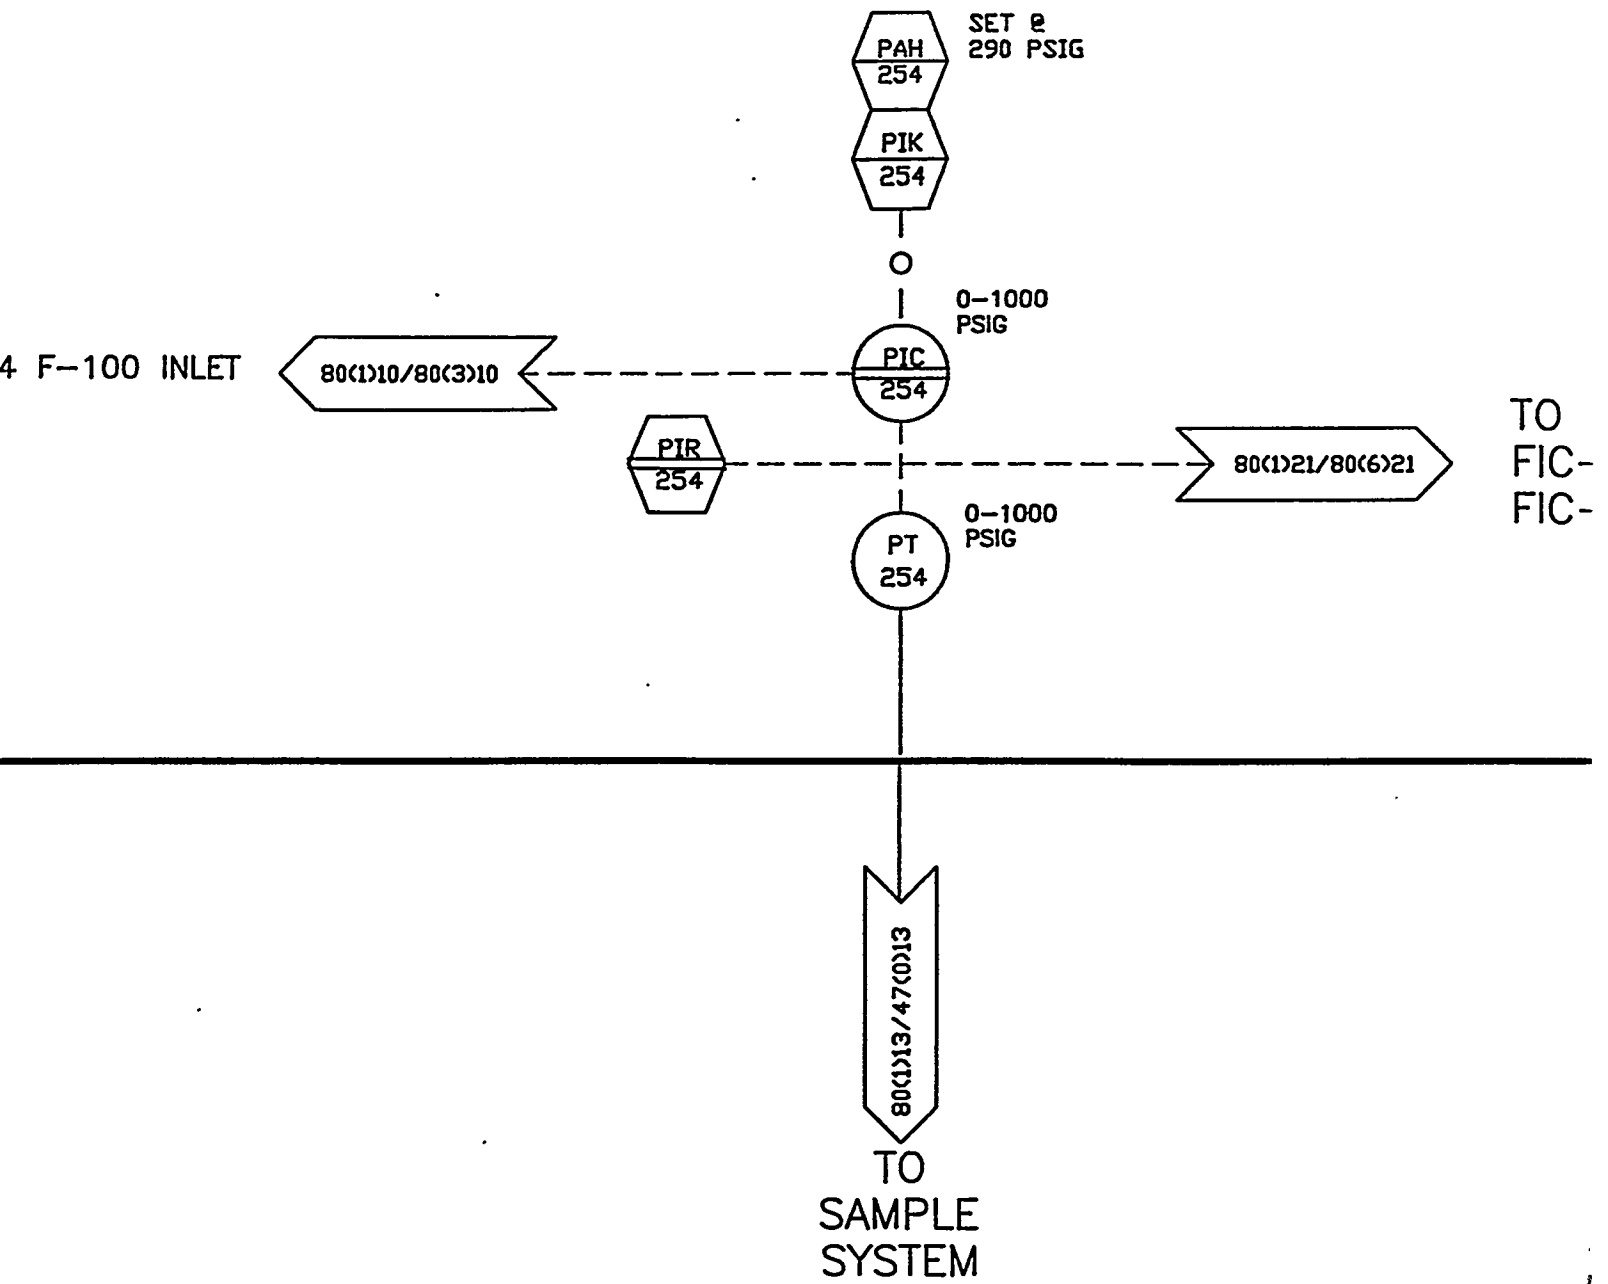 PAH
254
SET @
290 PSIG
PIK
254
0-1000
PSIG
PIC
254
4 F-100 INLET
80(1)10/80(3)10
PIR
254
80(1)21/80(6)21
TO
FIC-
FIC-
0-1000
PSIG
PT
254
80(1)13/47(0)13
TO
SAMPLE
SYSTEM